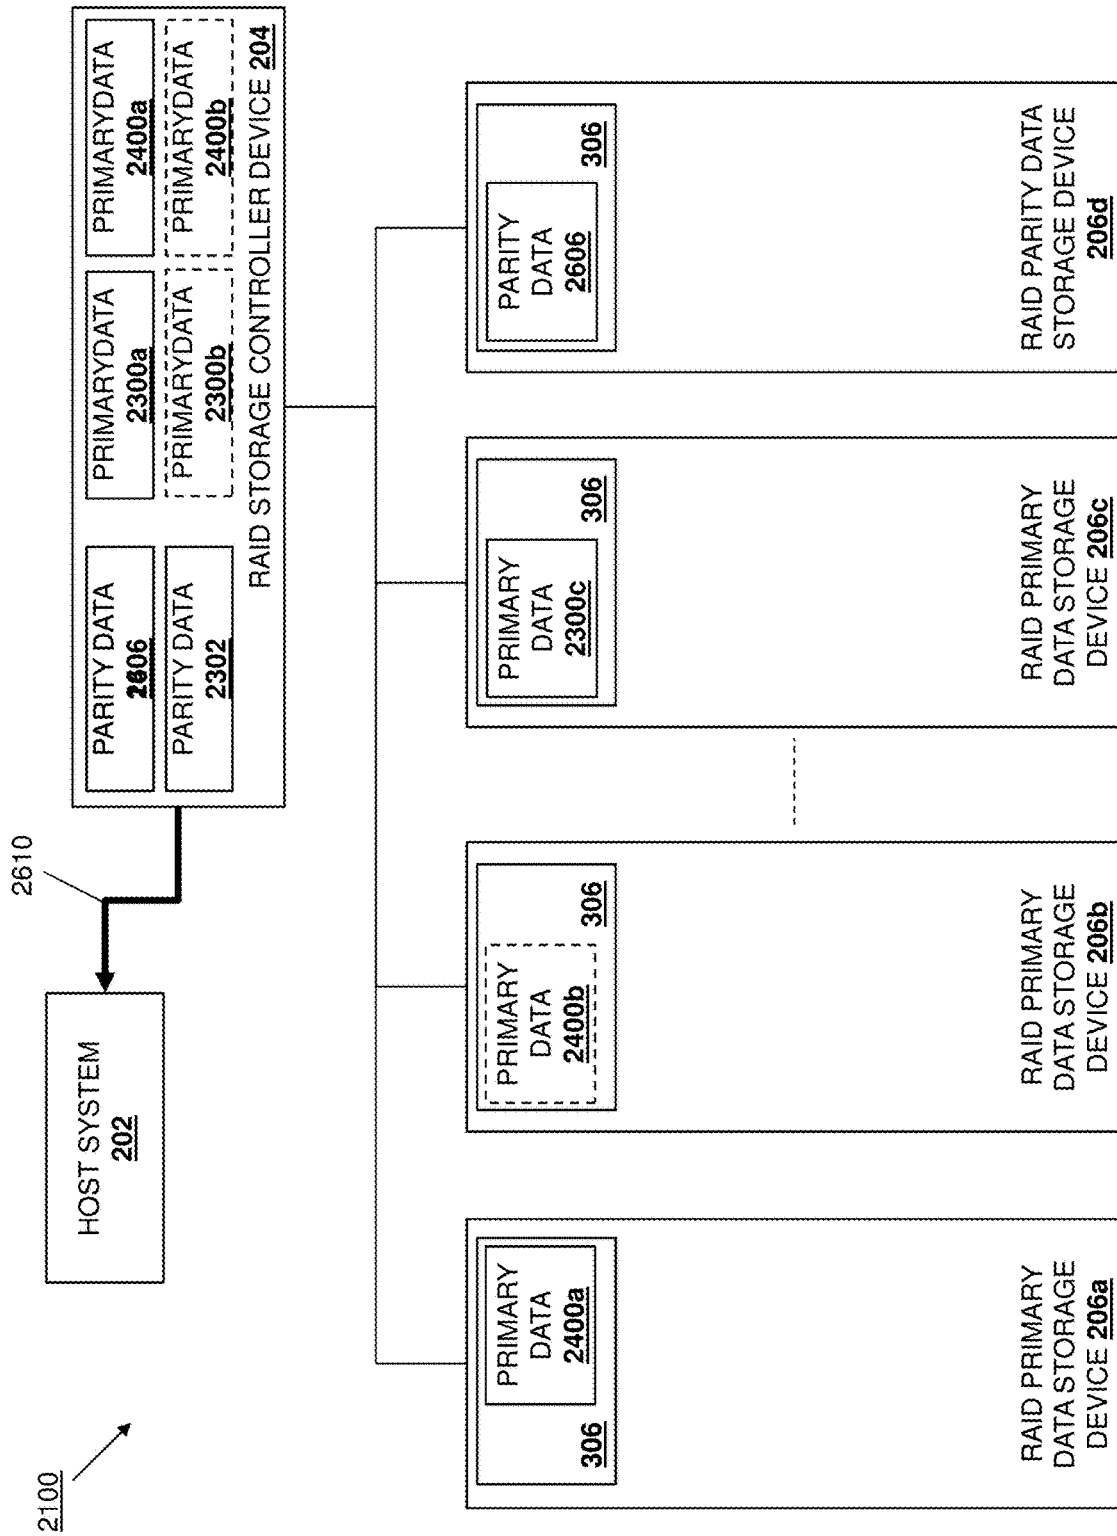 2100
HOST SYSTEM
202
2610
PARITY DATA
2606
PRIMARYDATA
2300a
PRIMARYDATA
2400a
PARITY DATA
2302
PRIMARYDATA
2300b
PRIMARYDATA
2400b
RAID STORAGE CONTROLLER DEVICE 204
306
PRIMARY
DATA
2400a
RAID PRIMARY
DATA STORAGE
DEVICE 206a
PRIMARY
DATA
2400b
306
RAID PRIMARY
DATA STORAGE
DEVICE 206b
PRIMARY
DATA
2300c
306
RAID PRIMARY
DATA STORAGE
DEVICE 206c
PARITY
DATA
2606
306
RAID PARITY DATA
STORAGE DEVICE
206d